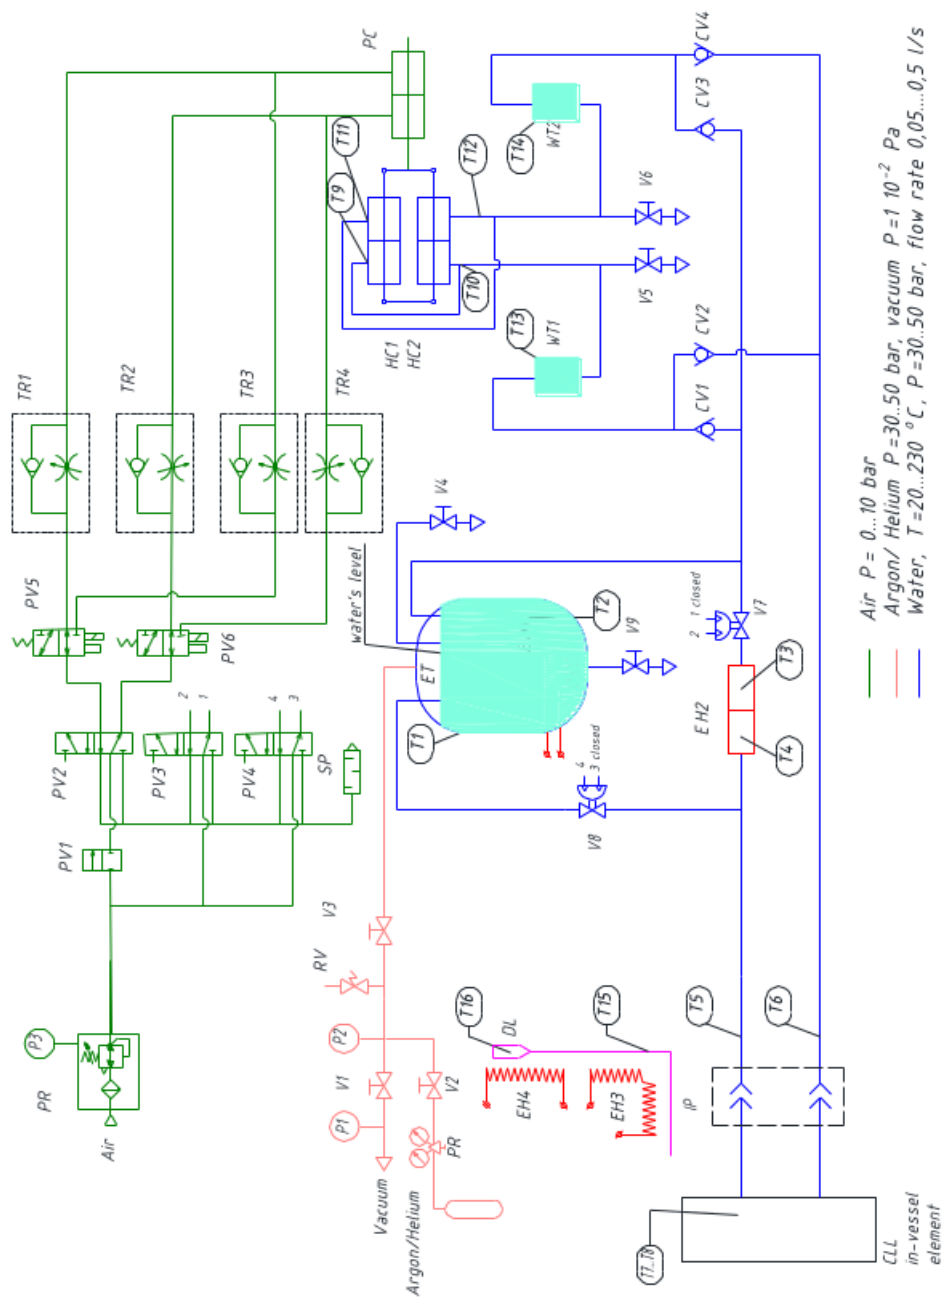 TR1
PV5
P3
PR
PV2
PV1
Air
TR2
PV3
2
1
PV6
TR3
PV4
4
3
SP
TR4
RV
V3
P1
V1
P2
T9
T11
PC
water's level
Vacuum
HC1
HC2
Argon/Helium
T1
ET
V4
PR
V2
T10
T12
T16
DL
T13
T14
EH4
WT1
WT2
4
3 closed
V8
T2
T15
EH3
V9
V5
V6
T7...T8
IP
T5
EH2
2
1 closed
V7
CV1
CV2
CV3
CV4
T4
T3
T6
CLL
in-vessel
element
Air P = 0...10 bar
Argon/ Helium P =30..50 bar, vacuum P =1 10⁻² Pa
Water, T =20...230 °C, P =30..50 bar, flow rate 0,05....0,5 l/s